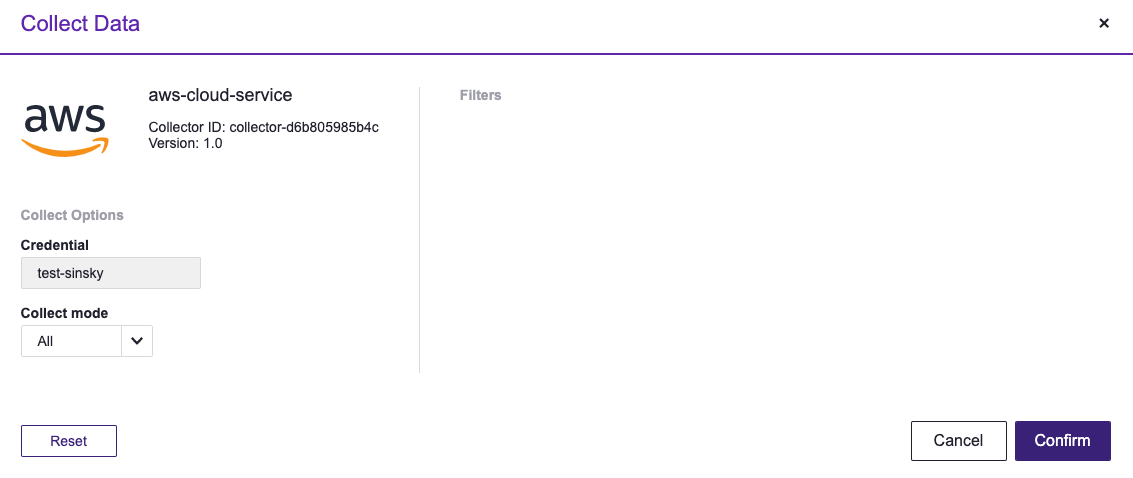 Collect Data
×
aws
aws-cloud-service
Collector ID: collector-d6b805985b4c
Version: 1.0
Filters
Collect Options
Credential
test-sinsky
Collect mode
All
Reset
Cancel
Confirm